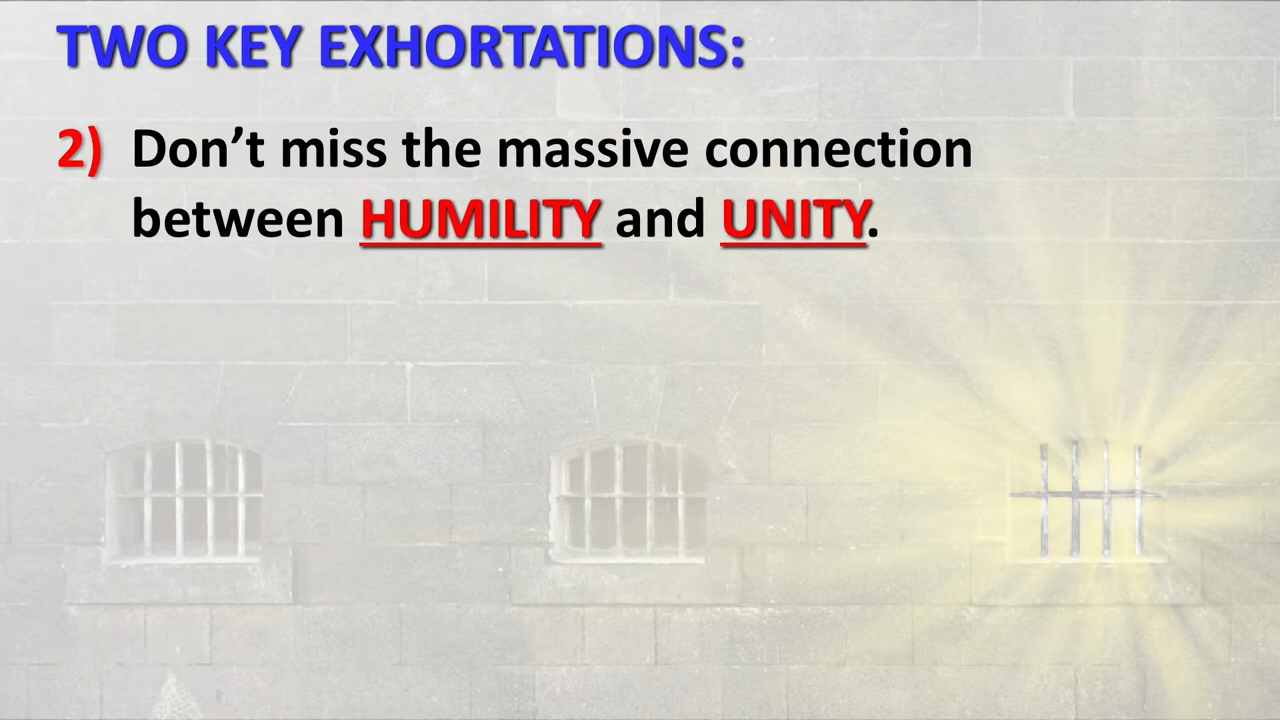 TWO KEY EXHORTATIONS:
2) Don’t miss the massive connection
between HUMILITY and UNITY.